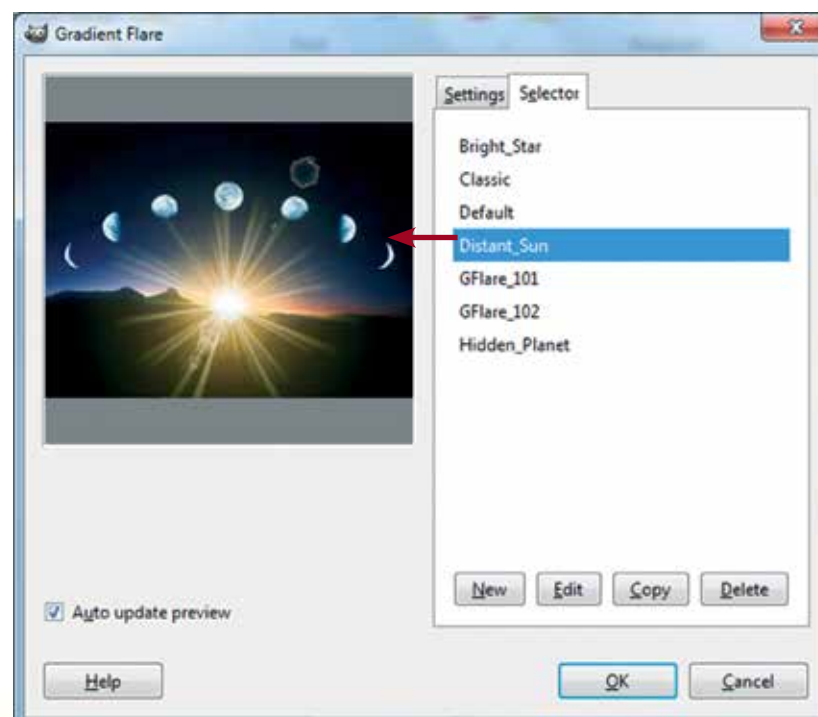 Gradient Flare
Settings Selector
Bright_Star
Classic
Default
Distant_Sun
GFlare_101
GFlare_102
Hidden_Planet
New Edit Copy Delete
Auto update preview
Help OK Cancel